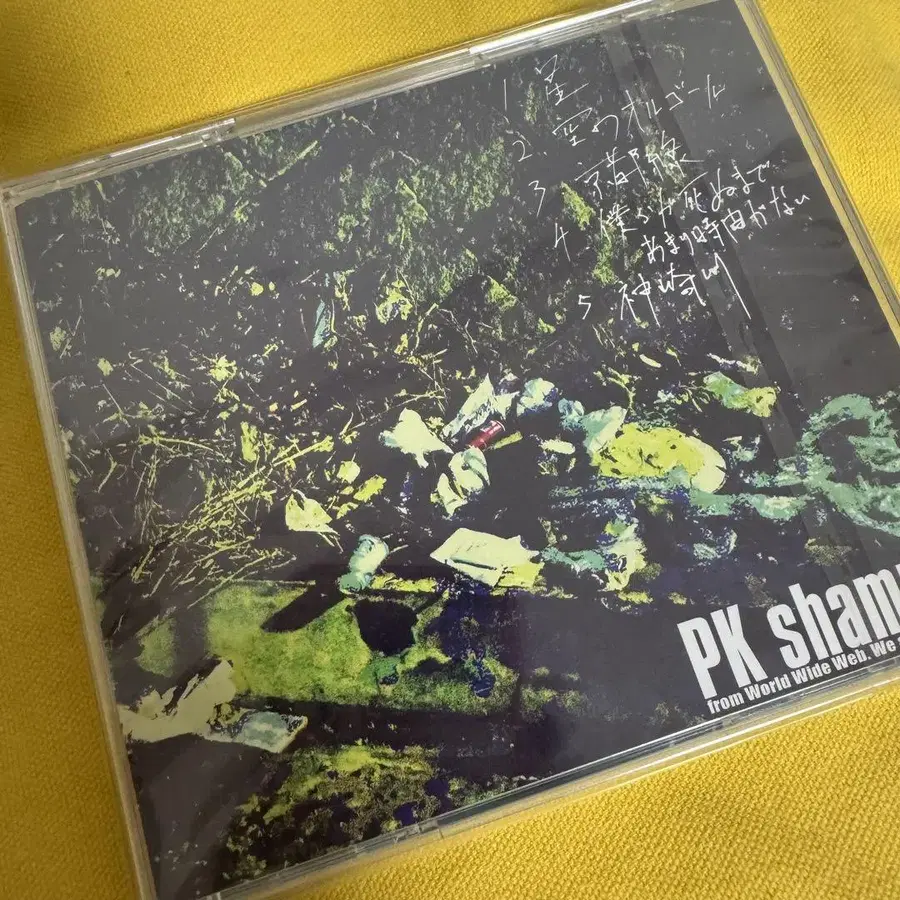 1 星
2. 空のオルゴール
3 京都線
4 僕らが死ぬまで
あまり時間がない
5 神崎川
PK sham
from World Wide Web. We